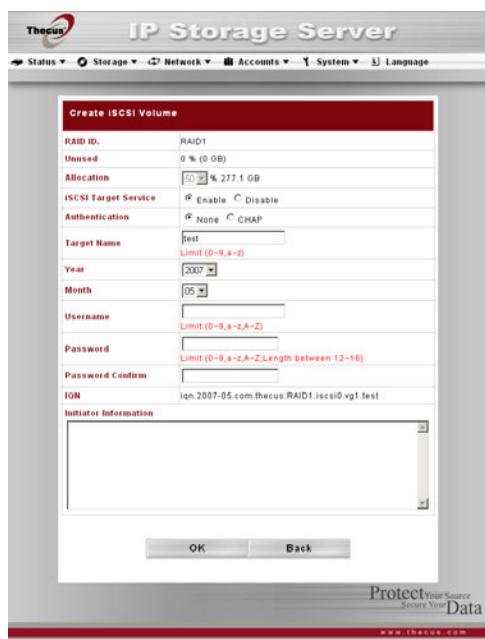 Thecus
IP Storage Server
Status ▾ Storage ▾ Network ▾ Accounts ▾ System ▾ Language
Create iSCSI Volume
RAID ID. RAID1
Unused 0 % (0 GB)
Allocation 50 % 277.1 GB
iSCSI Target Service Enable Disable
Authentication None CHAP
Target Name test
Limit:(0~9,a~z)
Year 2007
Month 05
Username
Limit:(0~9,a~z,A~Z)
Password
Limit:(0~9,a~z,A~Z,Length between 12~16)
Password Confirm
IQN iqn.2007-05.com.thecus:RAID1.iscsi0.vg1.test
Initiator Information
OK Back
Protect Your Source
Secure Your Data
www.thecus.com